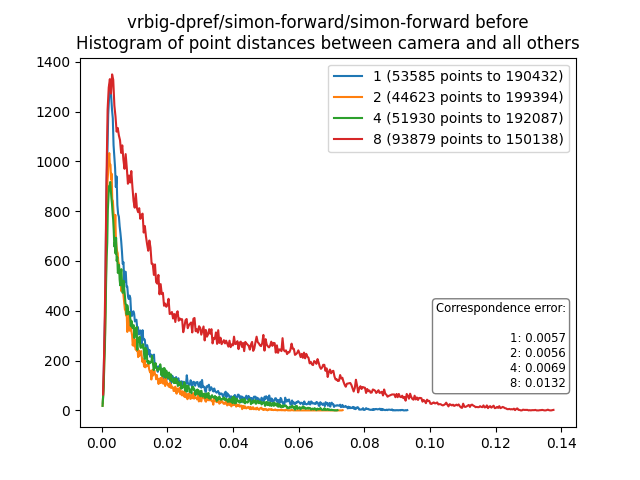 vrbig-dpref/simon-forward/simon-forward before
Histogram of point distances between camera and all others
1400
1200
1000
800
600
400
200
0
0.00
0.02
0.04
0.06
0.08
0.10
0.12
0.14
1 (53585 points to 190432)
2 (44623 points to 199394)
4 (51930 points to 192087)
8 (93879 points to 150138)
Correspondence error:
1: 0.0057
2: 0.0056
4: 0.0069
8: 0.0132